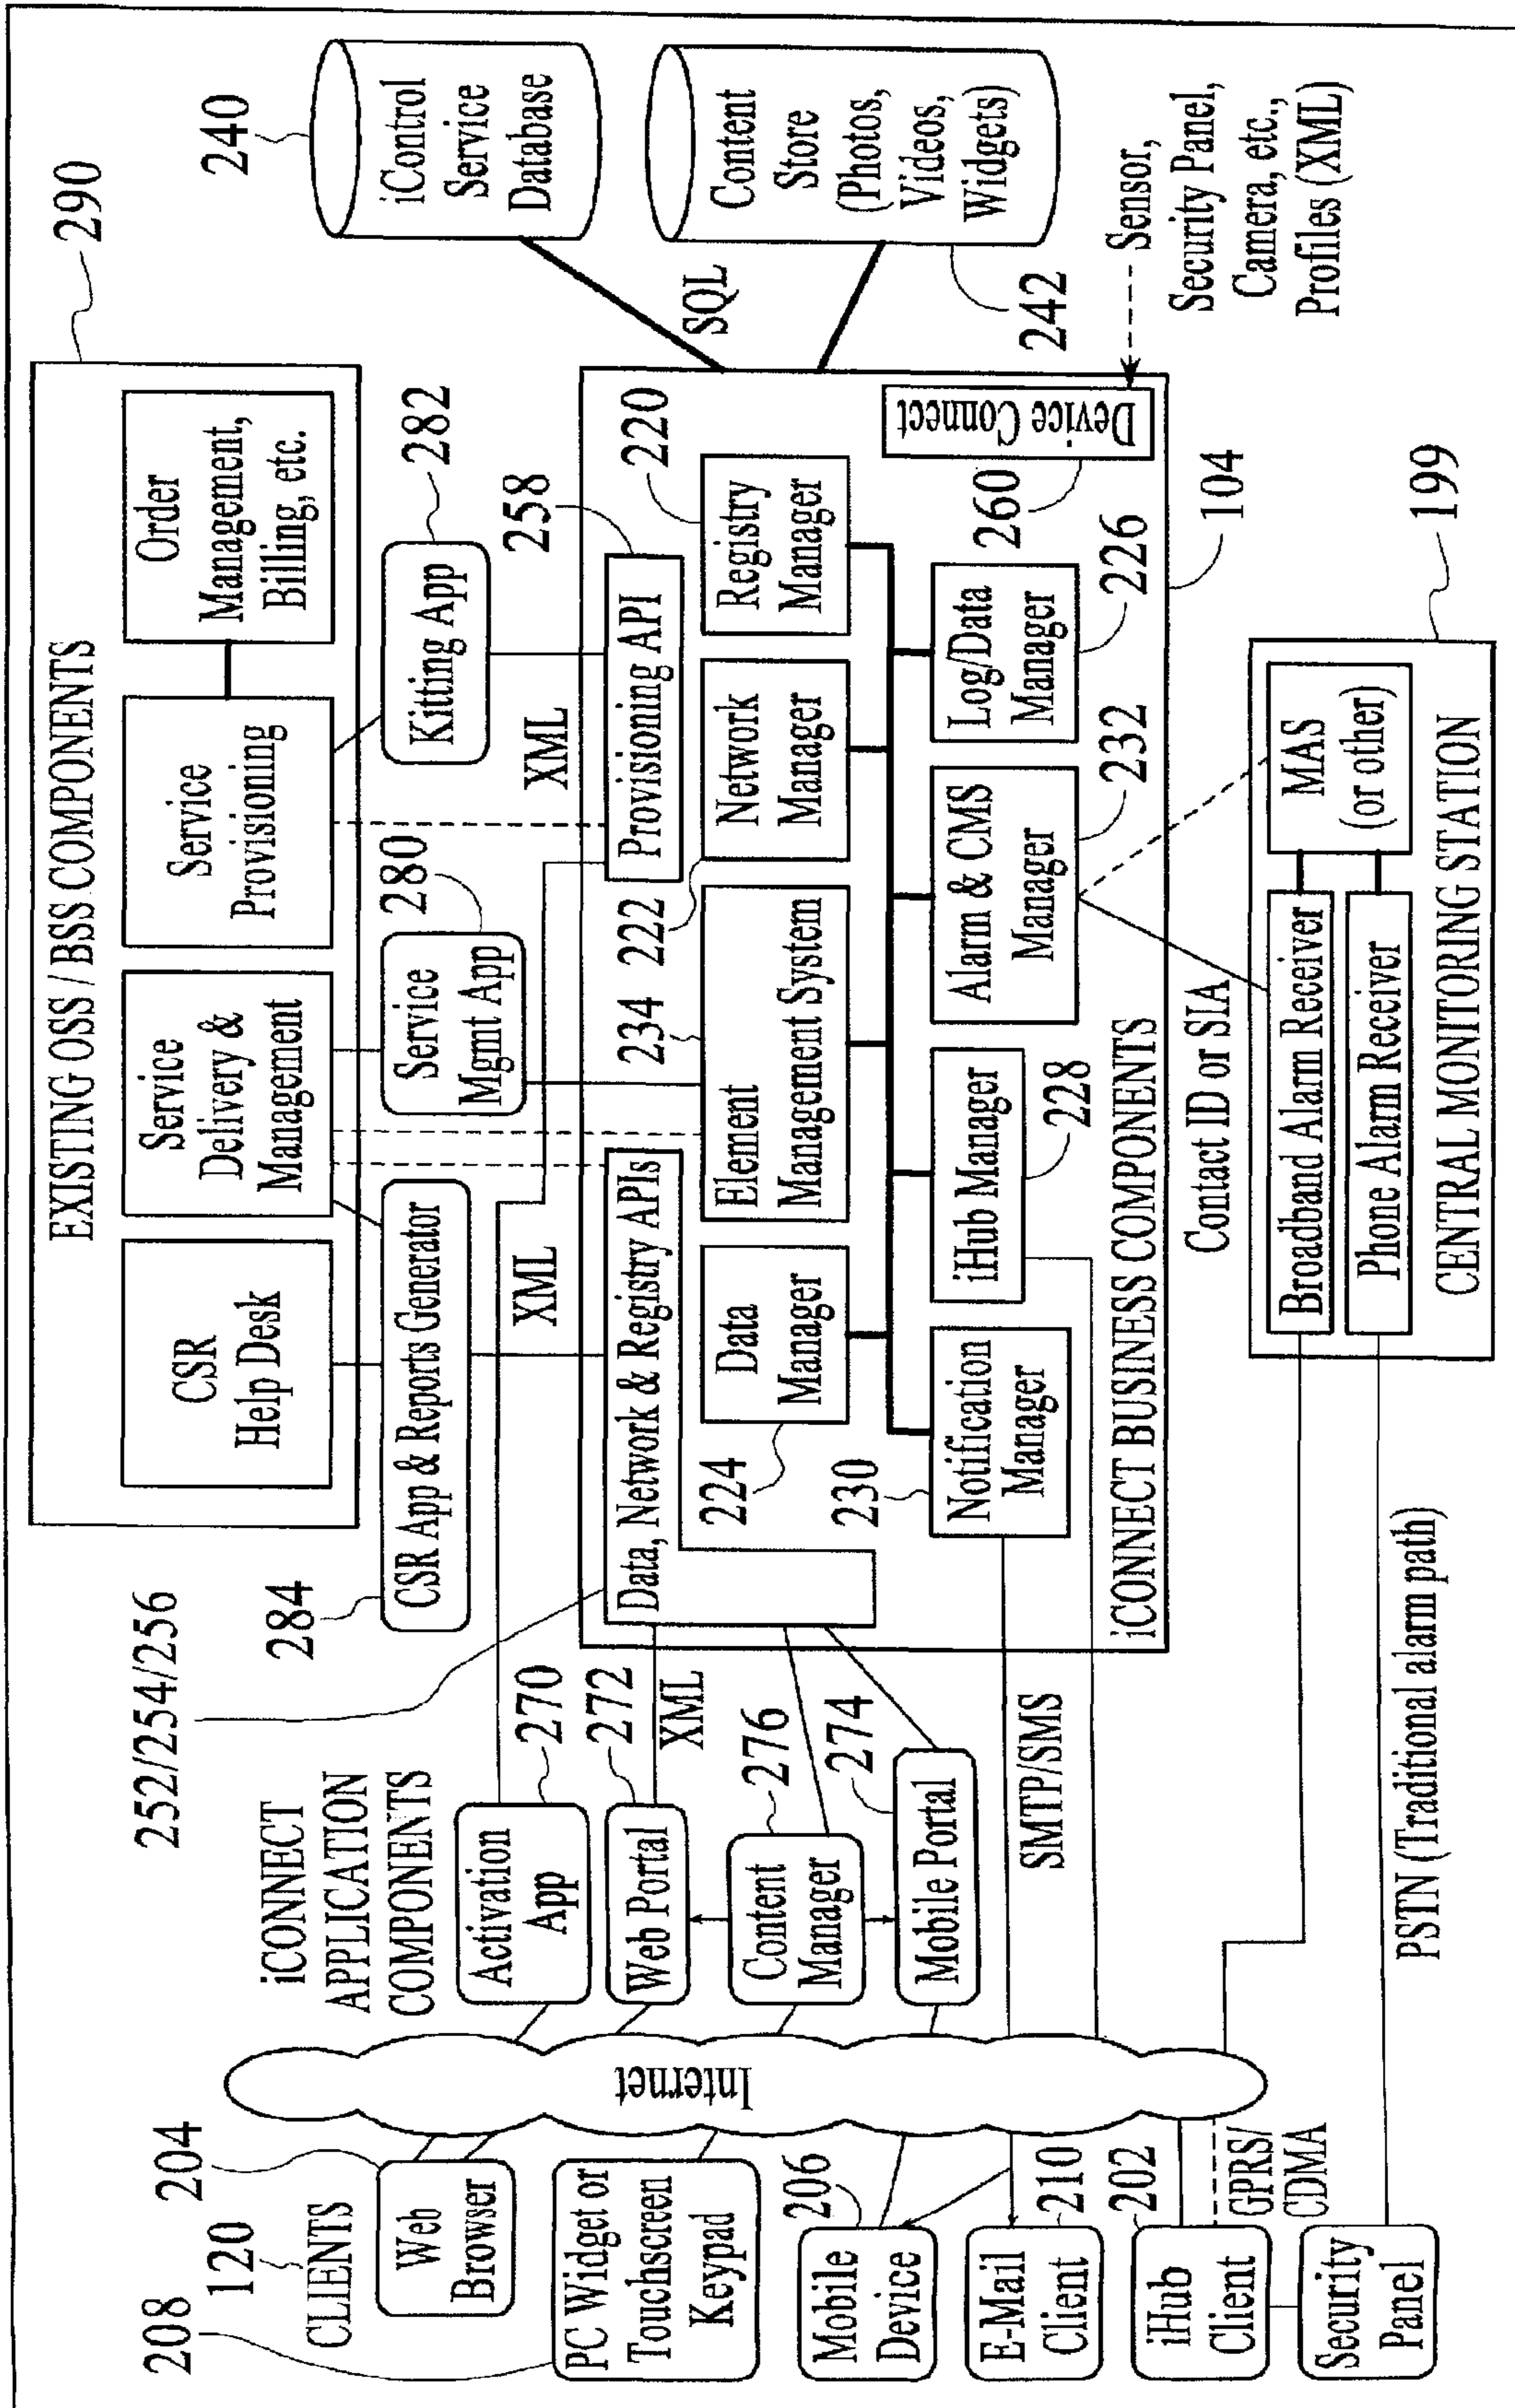 208
120
CLIENTS
204
Web
Browser
PC Widget or
Touchscreen
Keypad
Mobile
Device
206
E-Mail
Client
210
iHub
Client
202
GPRS/
CDMA
Security
Panel
Internet
252/254/256
iCONNECT
APPLICATION
COMPONENTS
Activation
App
270
Web Portal
272
XML
Content
Manager
276
Mobile Portal
274
SMTP/SMS
PSTN (Traditional alarm path)
EXISTING OSS / BSS COMPONENTS
290
CSR
Help Desk
Service
Delivery &
Management
Service
Provisioning
Order
Management,
Billing, etc.
284
CSR App & Reports Generator
Service
Mgmt App
280
Kitting App
282
XML
XML
258
Data, Network & Registry APIs
Provisioning API
234
222
220
224
Data
Manager
Element
Management System
Network
Manager
Registry
Manager
230
Notification
Manager
iHub Manager
228
Alarm & CMS
Manager
232
Log/Data
Manager
226
260
Device Connect
iCONNECT BUSINESS COMPONENTS
104
240
iControl
Service
Database
SQL
Content
Store
(Photos,
Videos,
Widgets)
242
Sensor,
Security Panel,
Camera, etc.,
Profiles (XML)
Contact ID or SIA
199
Broadband Alarm Receiver
Phone Alarm Receiver
MAS
(or other)
CENTRAL MONITORING STATION